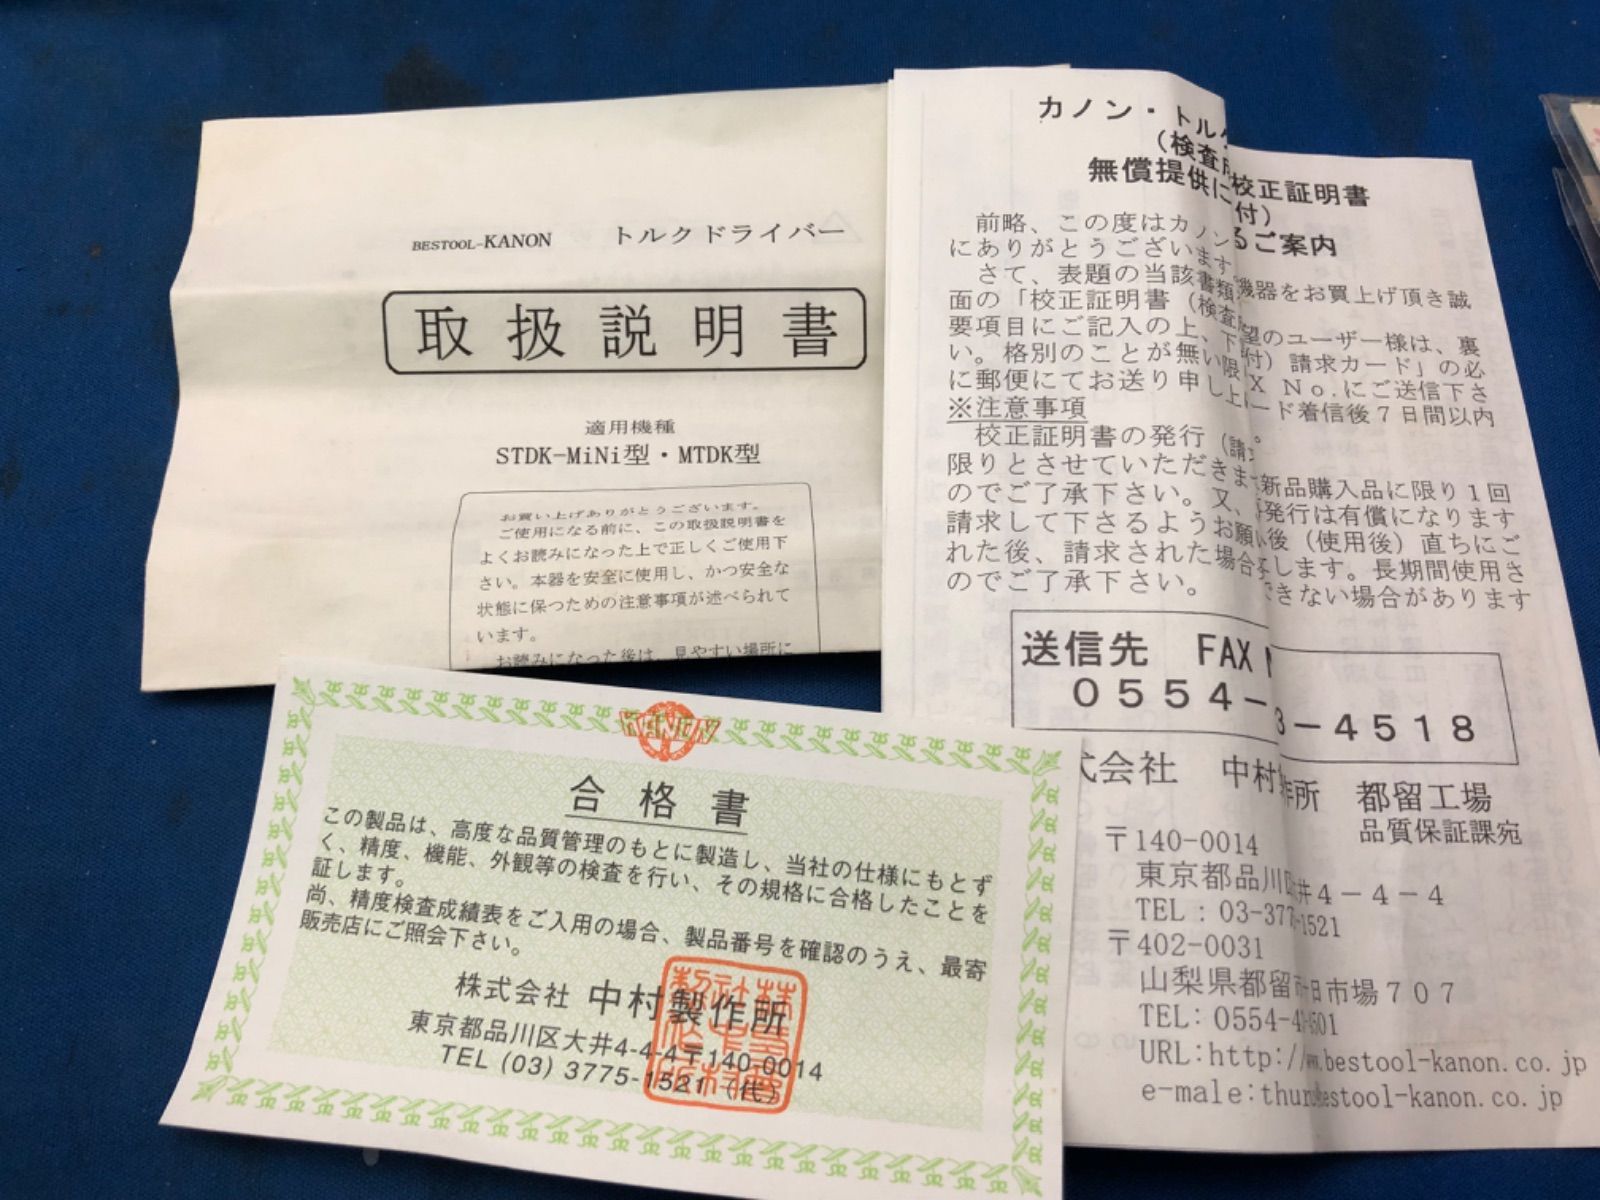 BESTOOL-KANON トルクドライバー
取扱説明書
適用機種
STDK-MiNi型・MTDK型
お買い上げありがとうございます。
ご使用になる前に、この取扱説明書を
よくお読みになった上で正しくご使用下
さい。本器を安全に使用し、かつ安全な
状態に保つための注意事項が述べられて
います。
お読みになった後は、見やすい場所に
カノン・トルク
(検査 校正証明書
無償提供に 付)
るご案内
前略、この度はカノン 機器をお買上げ頂き誠
にありがとうございます。
さて、表題の当該書類 望のユーザー様は、裏
面の「校正証明書(検査 付)請求カード」の必
要項目にご記入の上、下 X No.にご送信下さ
い。格別のことが無い限 ード着信後7日間以内
に郵便にてお送り申し上 。
※注意事項
校正証明書の発行(請 新品購入品に限り1回
限りとさせていただきま 発行は有償になります
のでご了承下さい。又、 後(使用後)直ちにご
請求して下さるようお願い します。長期間使用さ
れた後、請求された場合 できない場合があります
のでご了承下さい。
送信先 FAX N
0554- 3-4518
式会社 中村 作所 都留工場
品質保証課宛
〒140-0014
東京都品川 井4-4-4
TEL: 03-377 -1521
〒402-0031
山梨県都留市 日市場707
TEL: 0554-4 501
URL:http:// .bestool-kanon.co.jp
e-male:thur estool-kanon.co.jp
KANON
合格書
この製品は、高度な品質管理のもとに製造し、当社の仕様にもとず
く、精度、機能、外観等の検査を行い、その規格に合格したことを
証します。
尚、精度検査成績表をご入用の場合、製品番号を確認のうえ、最寄
販売店にご照会下さい。
株式会社 中村製作所
東京都品川区大井4-4-4〒140-0014
TEL (03) 3775-1521 (代)